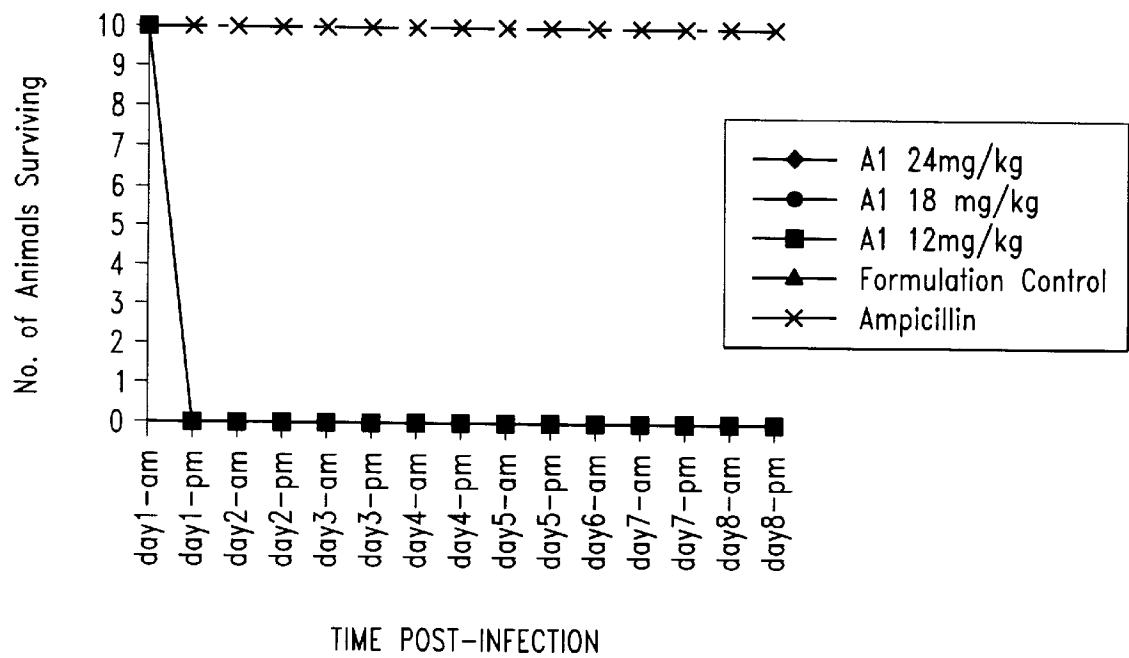 No. of Animals Surviving
10
9
8
7
6
5
4
3
2
1
0
day1-am
day1-pm
day2-am
day2-pm
day3-am
day3-pm
day4-am
day4-pm
day5-am
day5-pm
day6-am
day7-am
day7-pm
day8-am
day8-pm
TIME POST-INFECTION
A1 24mg/kg
A1 18 mg/kg
A1 12mg/kg
Formulation Control
Ampicillin